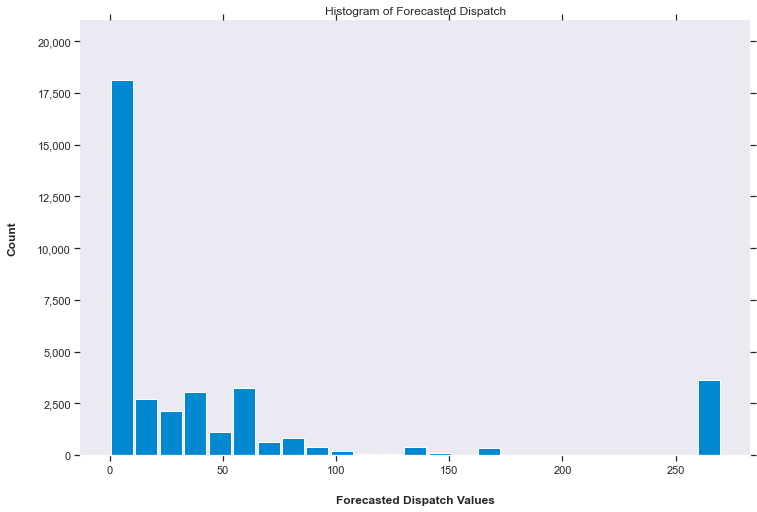 Histogram of Forecasted Dispatch
20,000
17,500
15,000
12,500
10,000
7,500
5,000
2,500
0
Count
0 50 100 150 200 250
Forecasted Dispatch Values